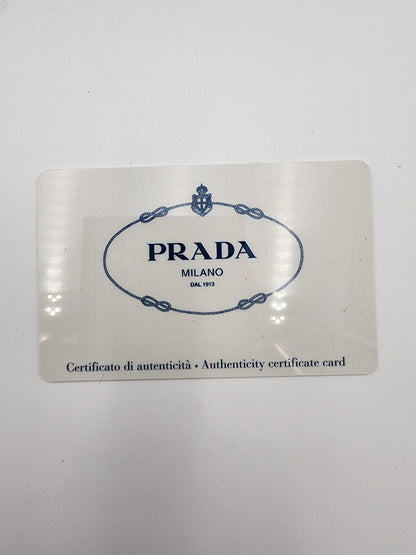 PRADA
MILANO
DAL 1913
Certificato di autenticità • Authenticity certificate card